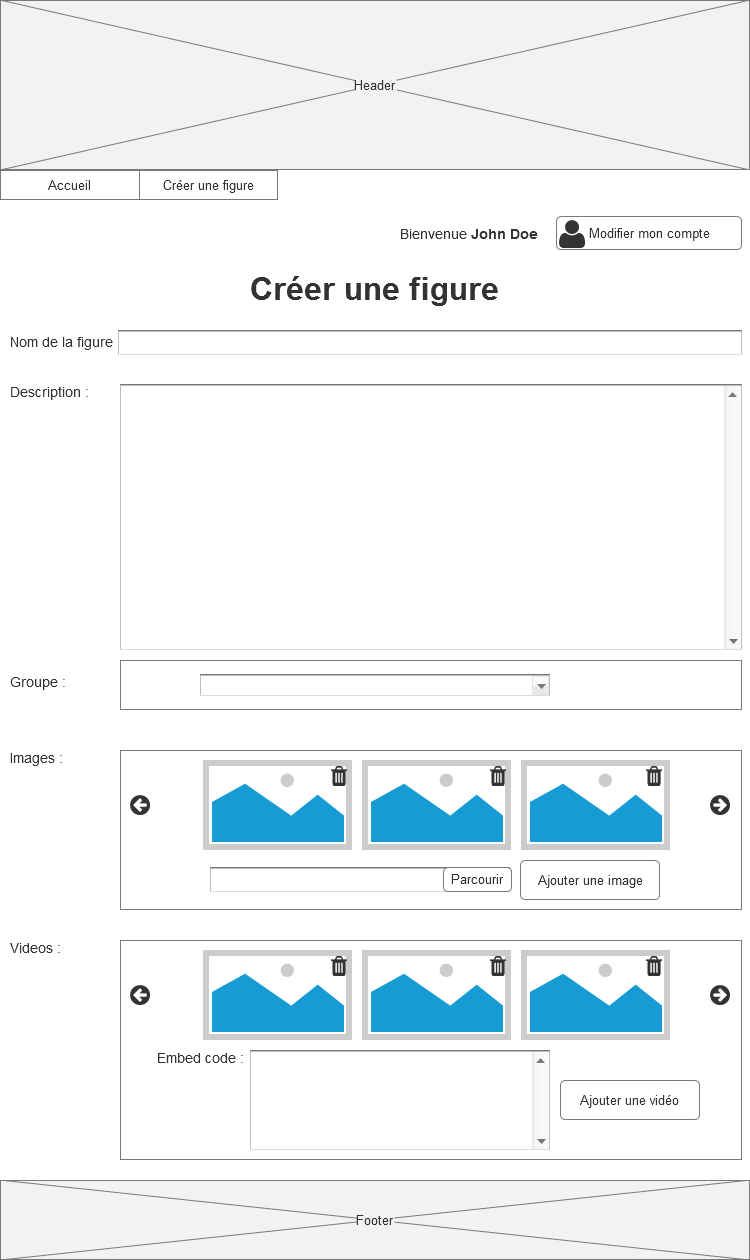 Header
Accueil
Créer une figure
Bienvenue John Doe
Modifier mon compte
Créer une figure
Nom de la figure
Description :
Groupe :
Images :
Parcourir
Ajouter une image
Videos :
Embed code :
Ajouter une vidéo
Footer